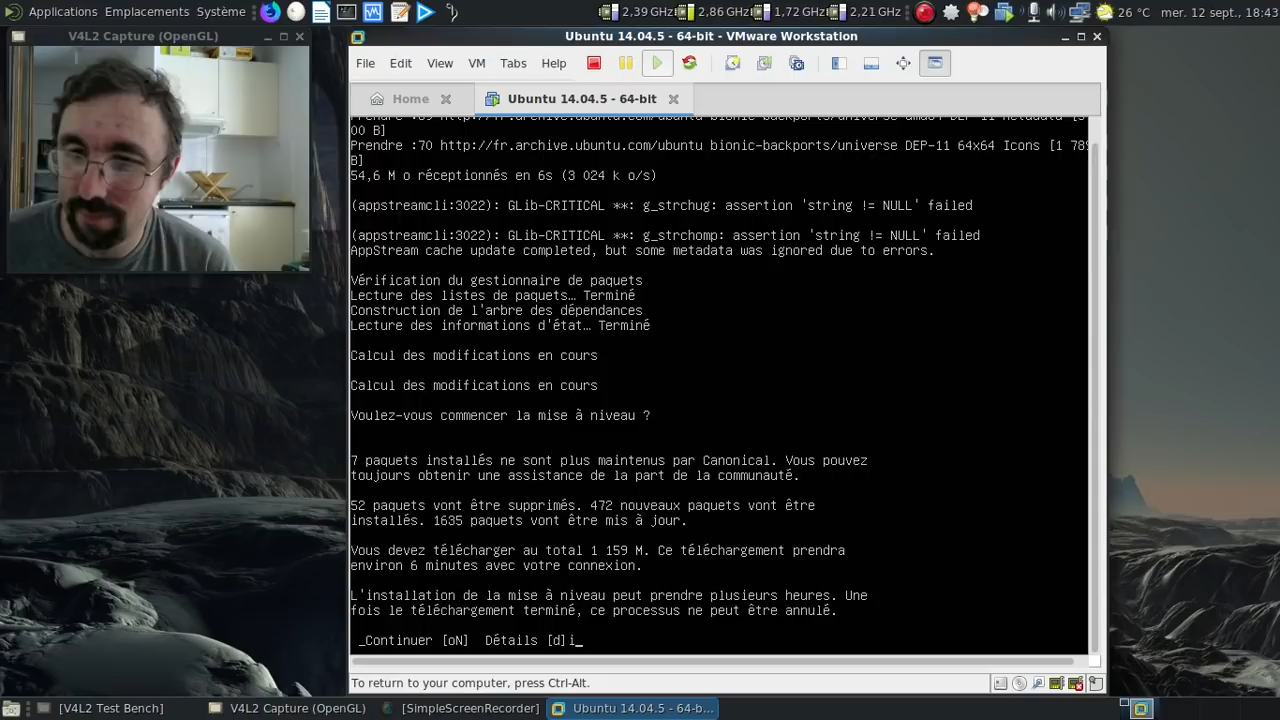 Applications Emplacements Système 2,39 GHz 2,86 GHz 1,72 GHz 2,21 GHz 26 °C mer. 12 sept., 18:43
V4L2 Capture (OpenGL)
Ubuntu 14.04.5 - 64-bit - VMware Workstation
File Edit View VM Tabs Help
Home Ubuntu 14.04.5 - 64-bit
00 B]
Prendre :70 http://fr.archive.ubuntu.com/ubuntu bionic-backports/universe DEP-11 64x64 Icons [1 789
B]
54,6 M o réceptionnés en 6s (3 024 k o/s)
(appstreamcli:3022): GLib-CRITICAL **: g_strchug: assertion 'string != NULL' failed
(appstreamcli:3022): GLib-CRITICAL **: g_strchomp: assertion 'string != NULL' failed
AppStream cache update completed, but some metadata was ignored due to errors.
Vérification du gestionnaire de paquets
Lecture des listes de paquets… Terminé
Construction de l'arbre des dépendances
Lecture des informations d'état… Terminé
Calcul des modifications en cours
Calcul des modifications en cours
Voulez-vous commencer la mise à niveau ?
7 paquets installés ne sont plus maintenus par Canonical. Vous pouvez
toujours obtenir une assistance de la part de la communauté.
52 paquets vont être supprimés. 472 nouveaux paquets vont être
installés. 1635 paquets vont être mis à jour.
Vous devez télécharger au total 1 159 M. Ce téléchargement prendra
environ 6 minutes avec votre connexion.
L'installation de la mise à niveau peut prendre plusieurs heures. Une
fois le téléchargement terminé, ce processus ne peut être annulé.
_Continuer [oN] Détails [d]i_
To return to your computer, press Ctrl-Alt.
[V4L2 Test Bench] V4L2 Capture (OpenGL) [SimpleScreenRecorder] Ubuntu 14.04.5 - 64-b...